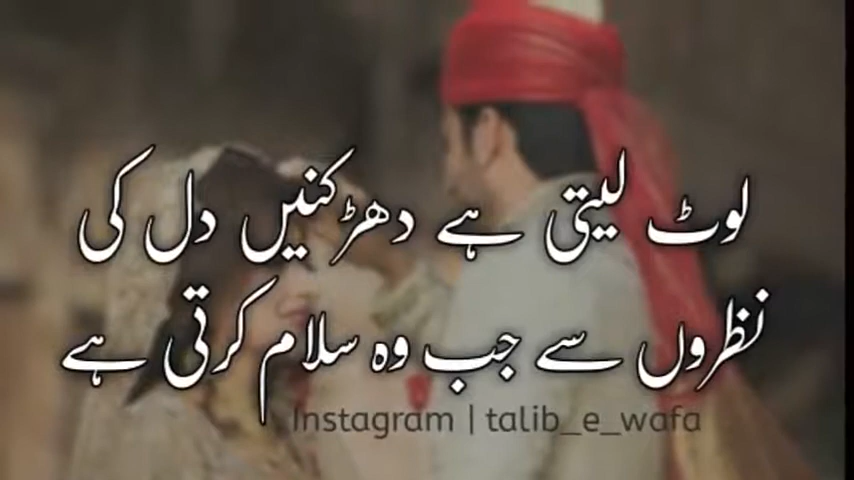 لوٹ لیتی ہے دھڑکنیں دل کی
نظروں سے جب وہ سلام کرتی ہے
Instagram | talib_e_wafa